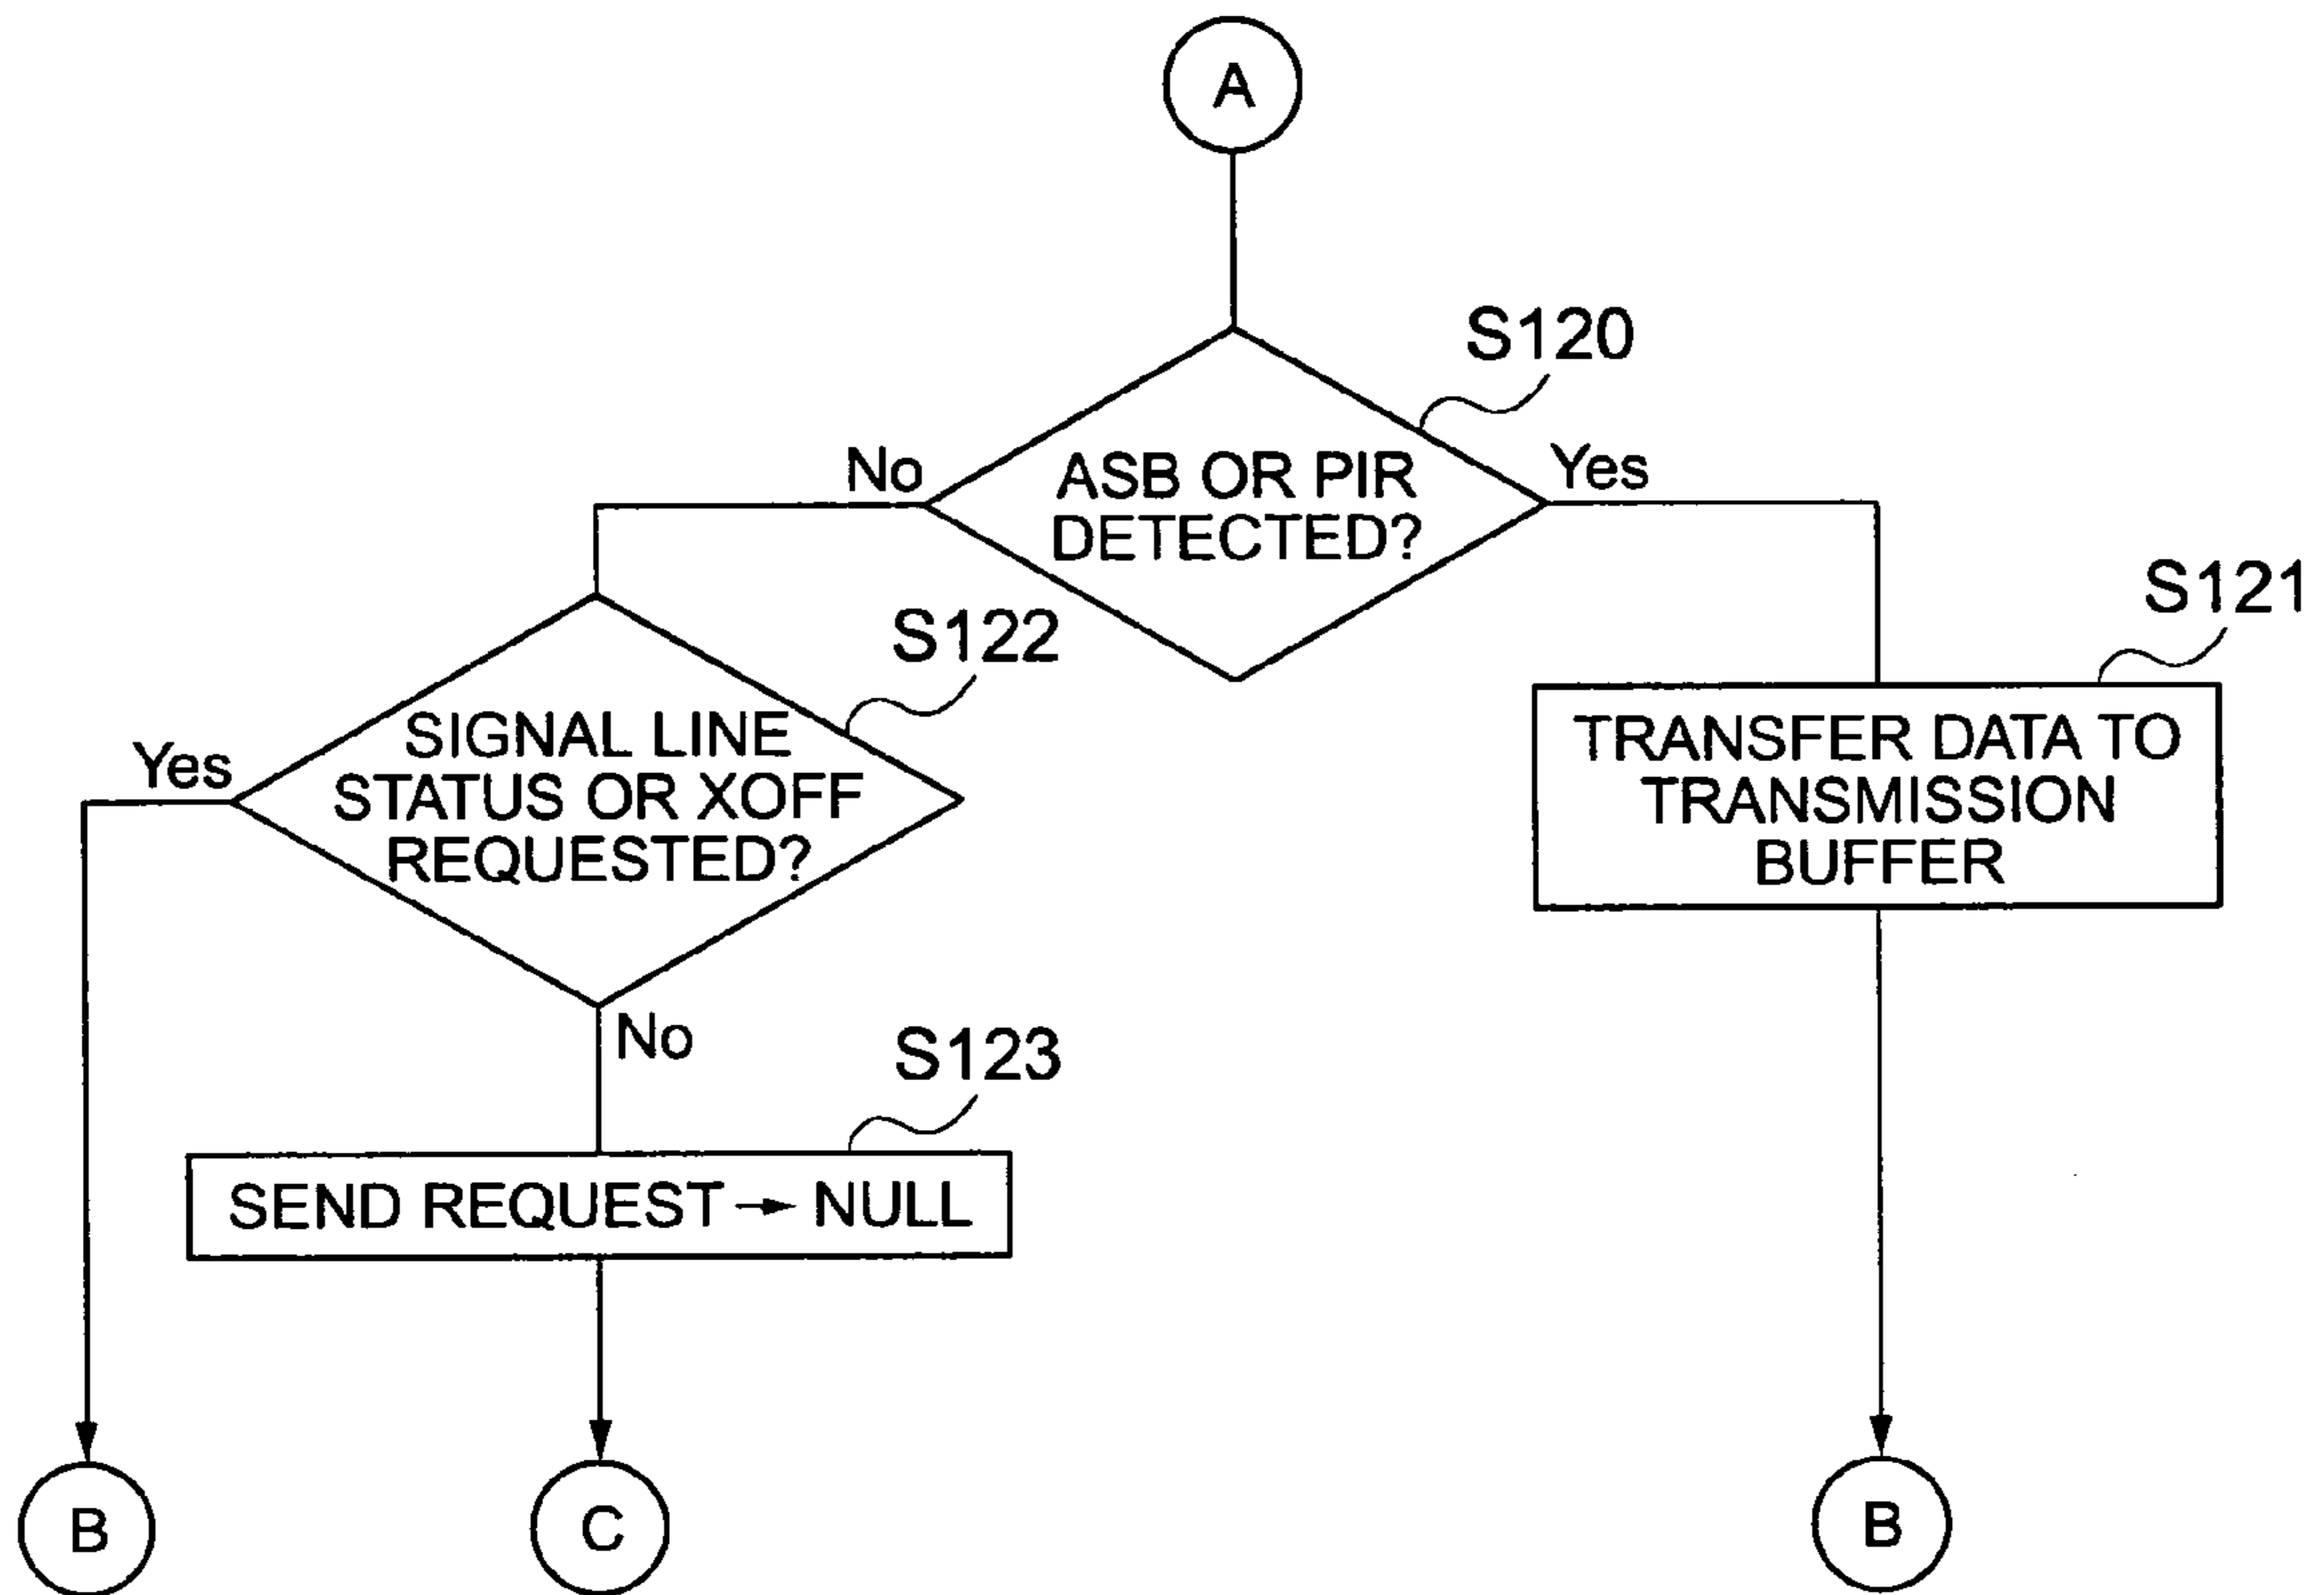 A
S120
No
ASB OR PIR
DETECTED?
Yes
S121
S122
TRANSFER DATA TO
TRANSMISSION
BUFFER
Yes
SIGNAL LINE
STATUS OR XOFF
REQUESTED?
No
S123
SEND REQUEST → NULL
B
C
B